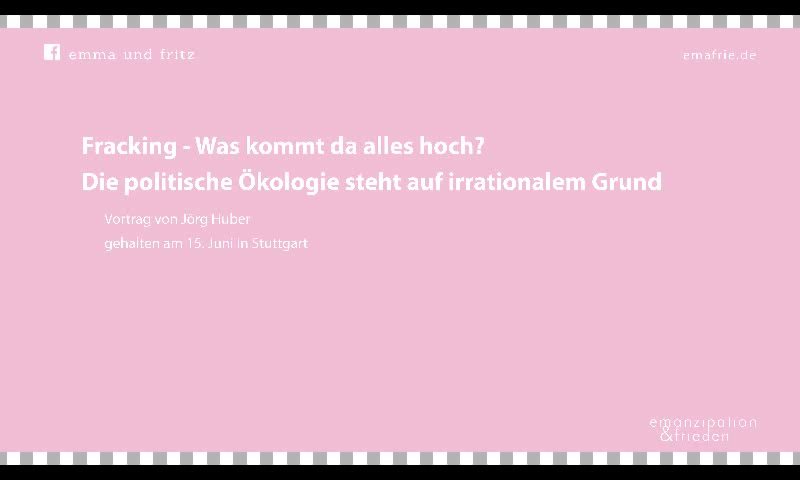 emma und fritz
emafrie.de
Fracking - Was kommt da alles hoch?
Die politische Ökologie steht auf irrationalem Grund
Vortrag von Jörg Huber
gehalten am 15. Juni in Stuttgart
emanzipation
&frieden